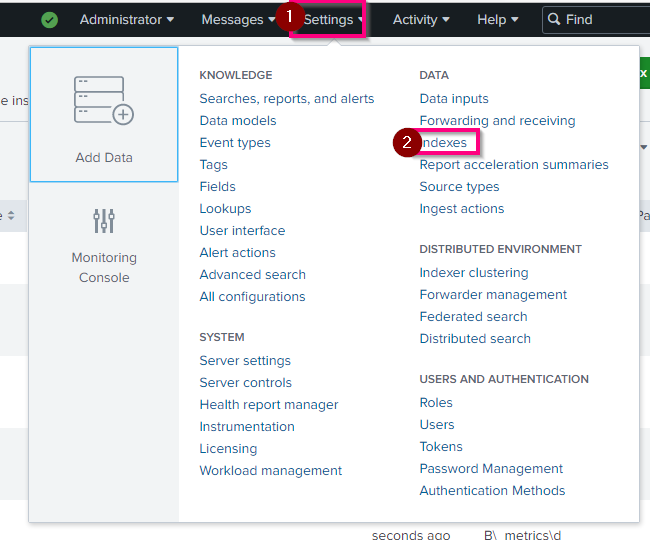 Administrator Messages 1 Settings Activity Help Find
x
e ins
Add Data
Monitoring
Console
KNOWLEDGE
Searches, reports, and alerts
Data models
Event types
Tags
Fields
Lookups
User interface
Alert actions
Advanced search
All configurations
SYSTEM
Server settings
Server controls
Health report manager
Instrumentation
Licensing
Workload management
DATA
Data inputs
Forwarding and receiving
2 ndexes
Report acceleration summaries
Source types
Ingest actions
DISTRIBUTED ENVIRONMENT
Indexer clustering
Forwarder management
Federated search
Distributed search
USERS AND AUTHENTICATION
Roles
Users
Tokens
Password Management
Authentication Methods
e
Pa
seconds ago B\_metrics\d